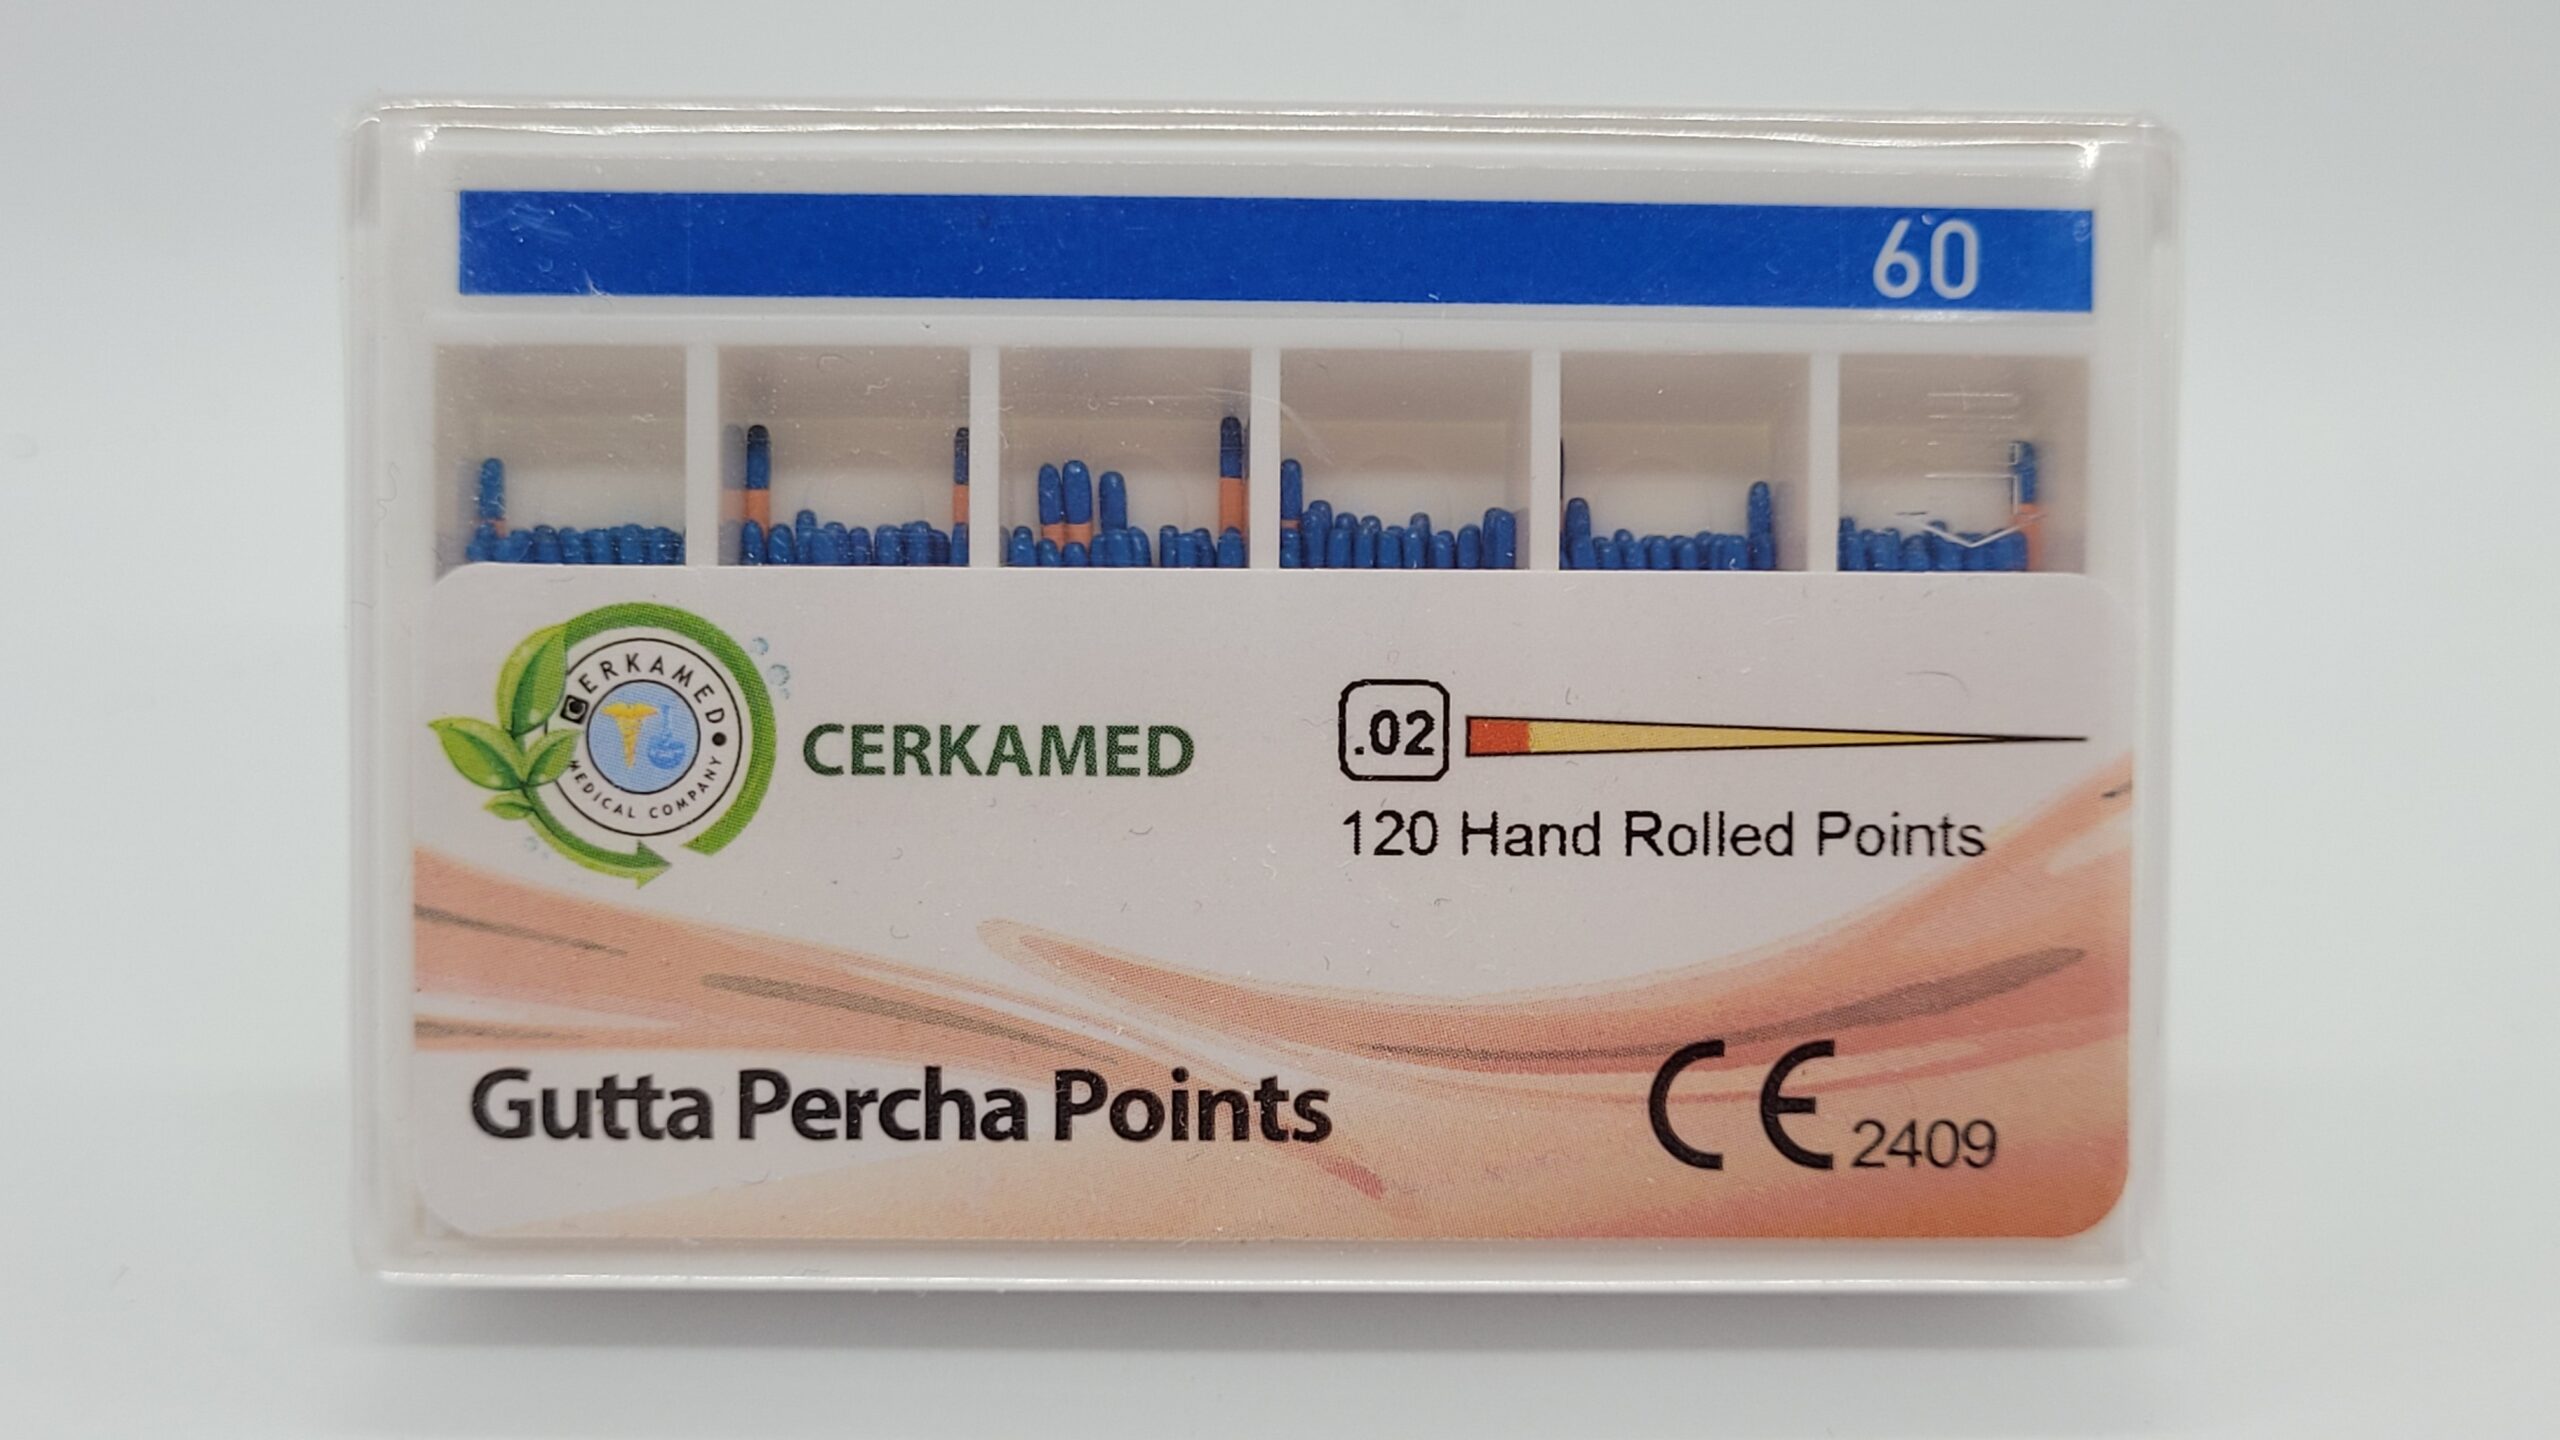 60
CERKAMED
MEDICAL COMPANY
CERKAMED
.02
120 Hand Rolled Points
Gutta Percha Points
CE 2409